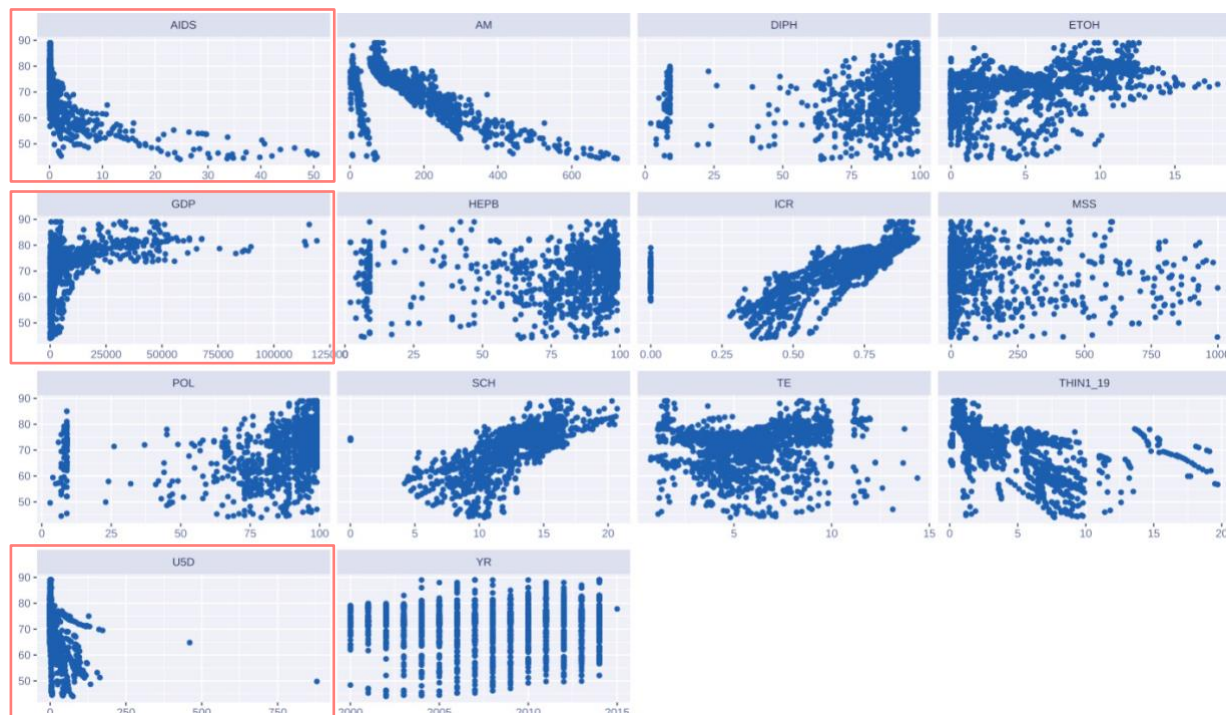 AIDS AM DIPH ETOH
90
80
70
60
50
0 10 20 30 40 50 0 200 400 600 0 25 50 75 100 0 5 10 15
GDP HEPB ICR MSS
90
80
70
60
50
0 25000 50000 75000 100000 125000 0 25 50 75 100 0.00 0.25 0.50 0.75 0 250 500 750 1000
POL SCH TE THIN1_19
90
80
70
60
50
0 25 50 75 100 0 5 10 15 20 0 5 10 15 0 5 10 15 20
U5D YR
90
80
70
60
50
0 250 500 750 2000 2005 2010 2015